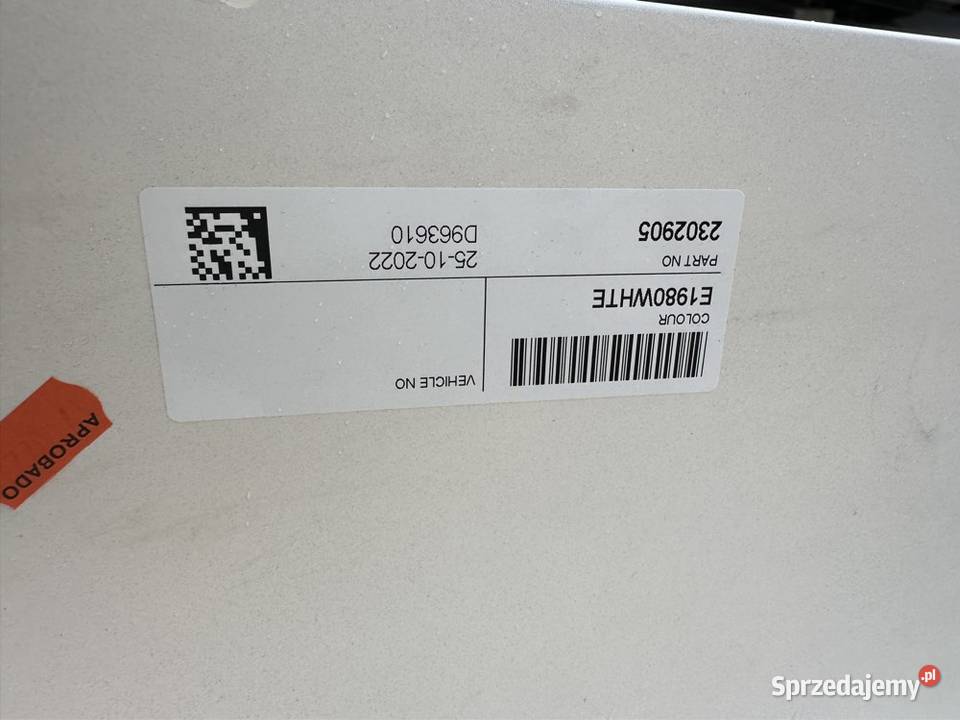 VEHICLE NO
COLOUR
E1980WHTE
PART NO
2302905
25-10-2022
D963610
APROBADO
Sprzedajemy.pl